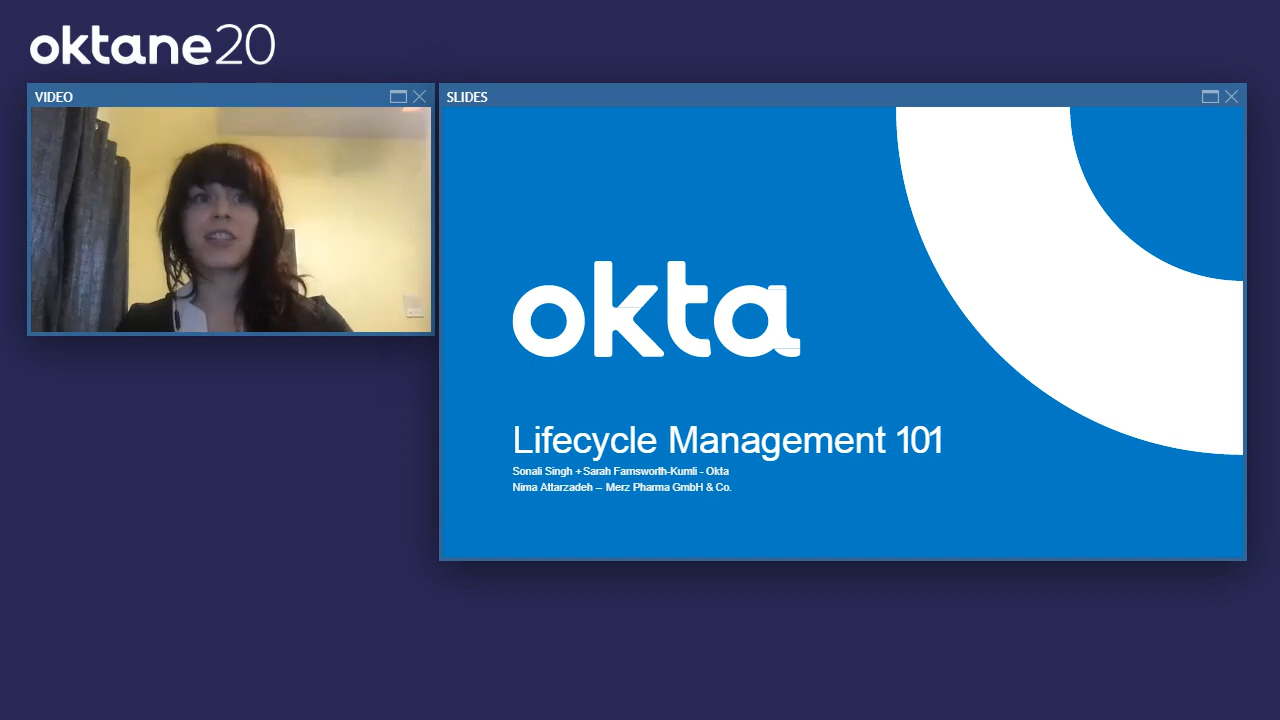 oktane20
VIDEO
SLIDES
okta
Lifecycle Management 101
Sonali Singh + Sarah Farnsworth-Kumli - Okta
Nima Attarzadeh – Merz Pharma GmbH & Co.